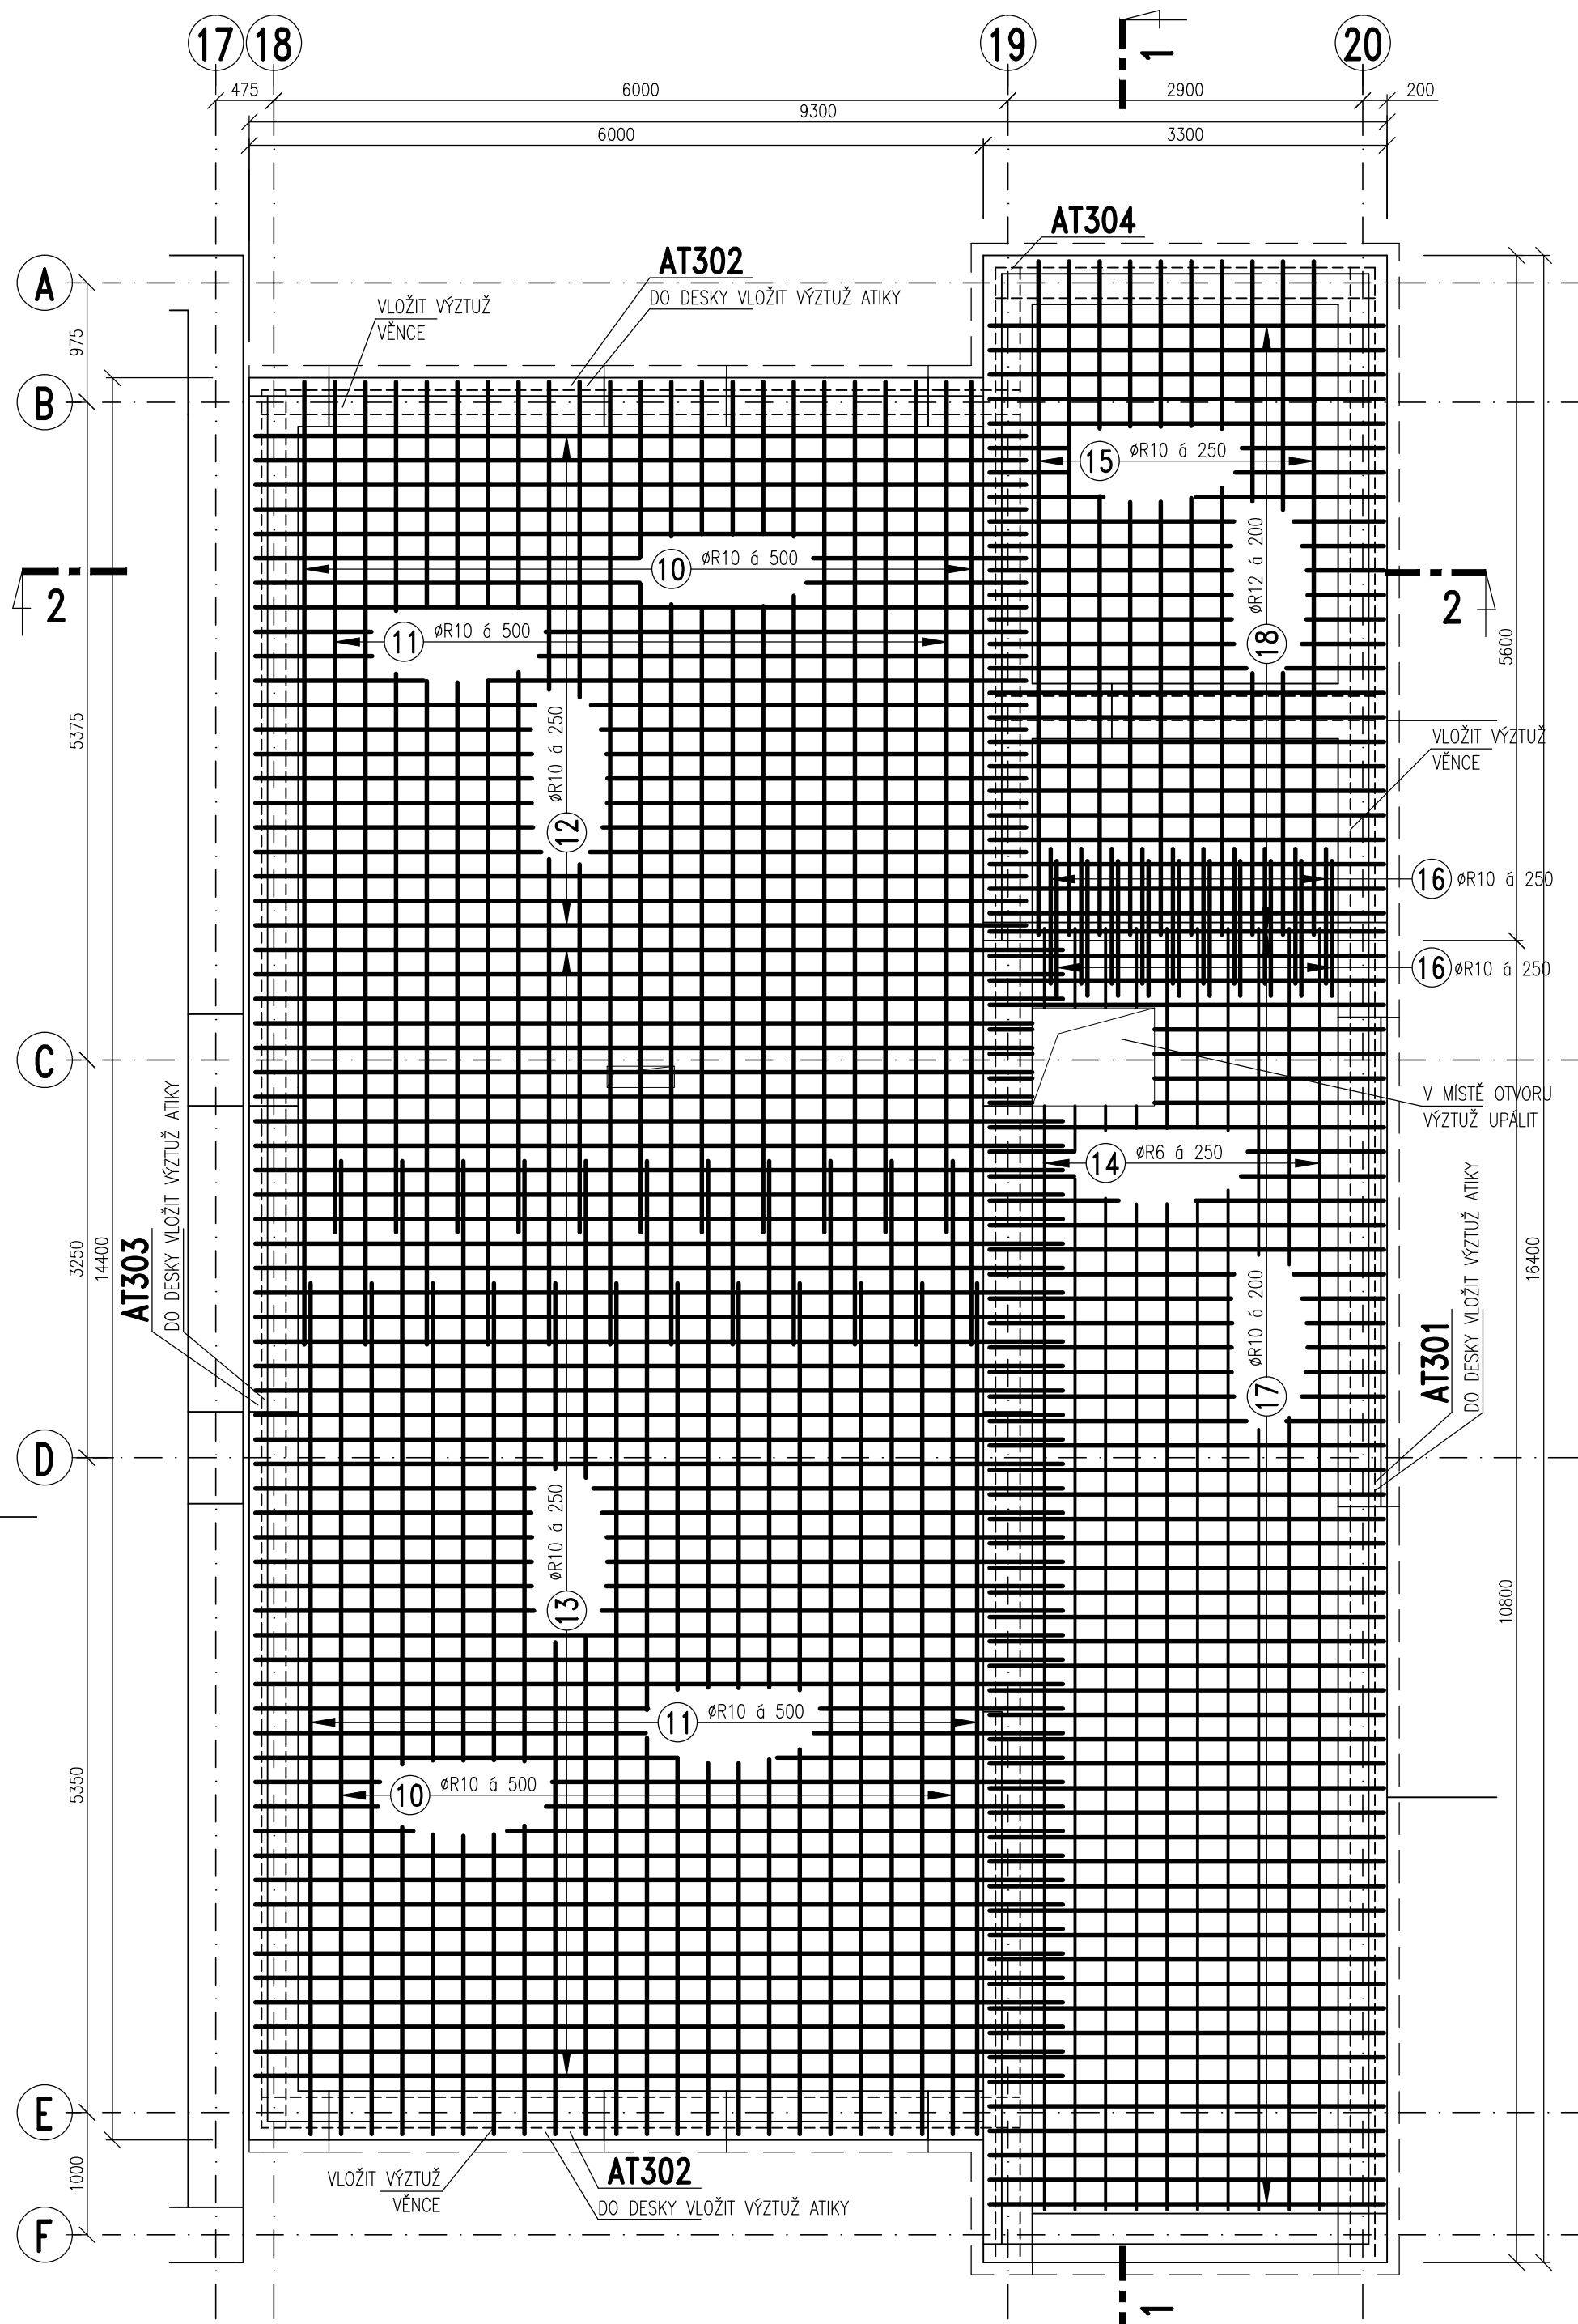 17
18
19
20
1
475
6000
2900
200
9300
6000
3300
AT304
A
AT302
DO DESKY VLOŽIT VÝZTUŽ ATIKY
VLOŽIT VÝZTUŽ
VĚNCE
975
B
15
øR10 á 250
10
øR10 á 500
øR12 á 200
18
2
2
11
øR10 á 500
5600
5375
øR10 á 250
12
VLOŽIT VÝZTUŽ
VĚNCE
16
øR10 á 250
16
øR10 á 250
C
V MÍSTĚ OTVORU
VÝZTUŽ UPÁLIT
14
øR6 á 250
3250
14400
AT303
DO DESKY VLOŽIT VÝZTUŽ ATIKY
16400
øR10 á 200
17
AT301
DO DESKY VLOŽIT VÝZTUŽ ATIKY
D
øR10 á 250
13
10800
11
øR10 á 500
10
øR10 á 500
5350
E
1000
VLOŽIT VÝZTUŽ
VĚNCE
AT302
DO DESKY VLOŽIT VÝZTUŽ ATIKY
F
1